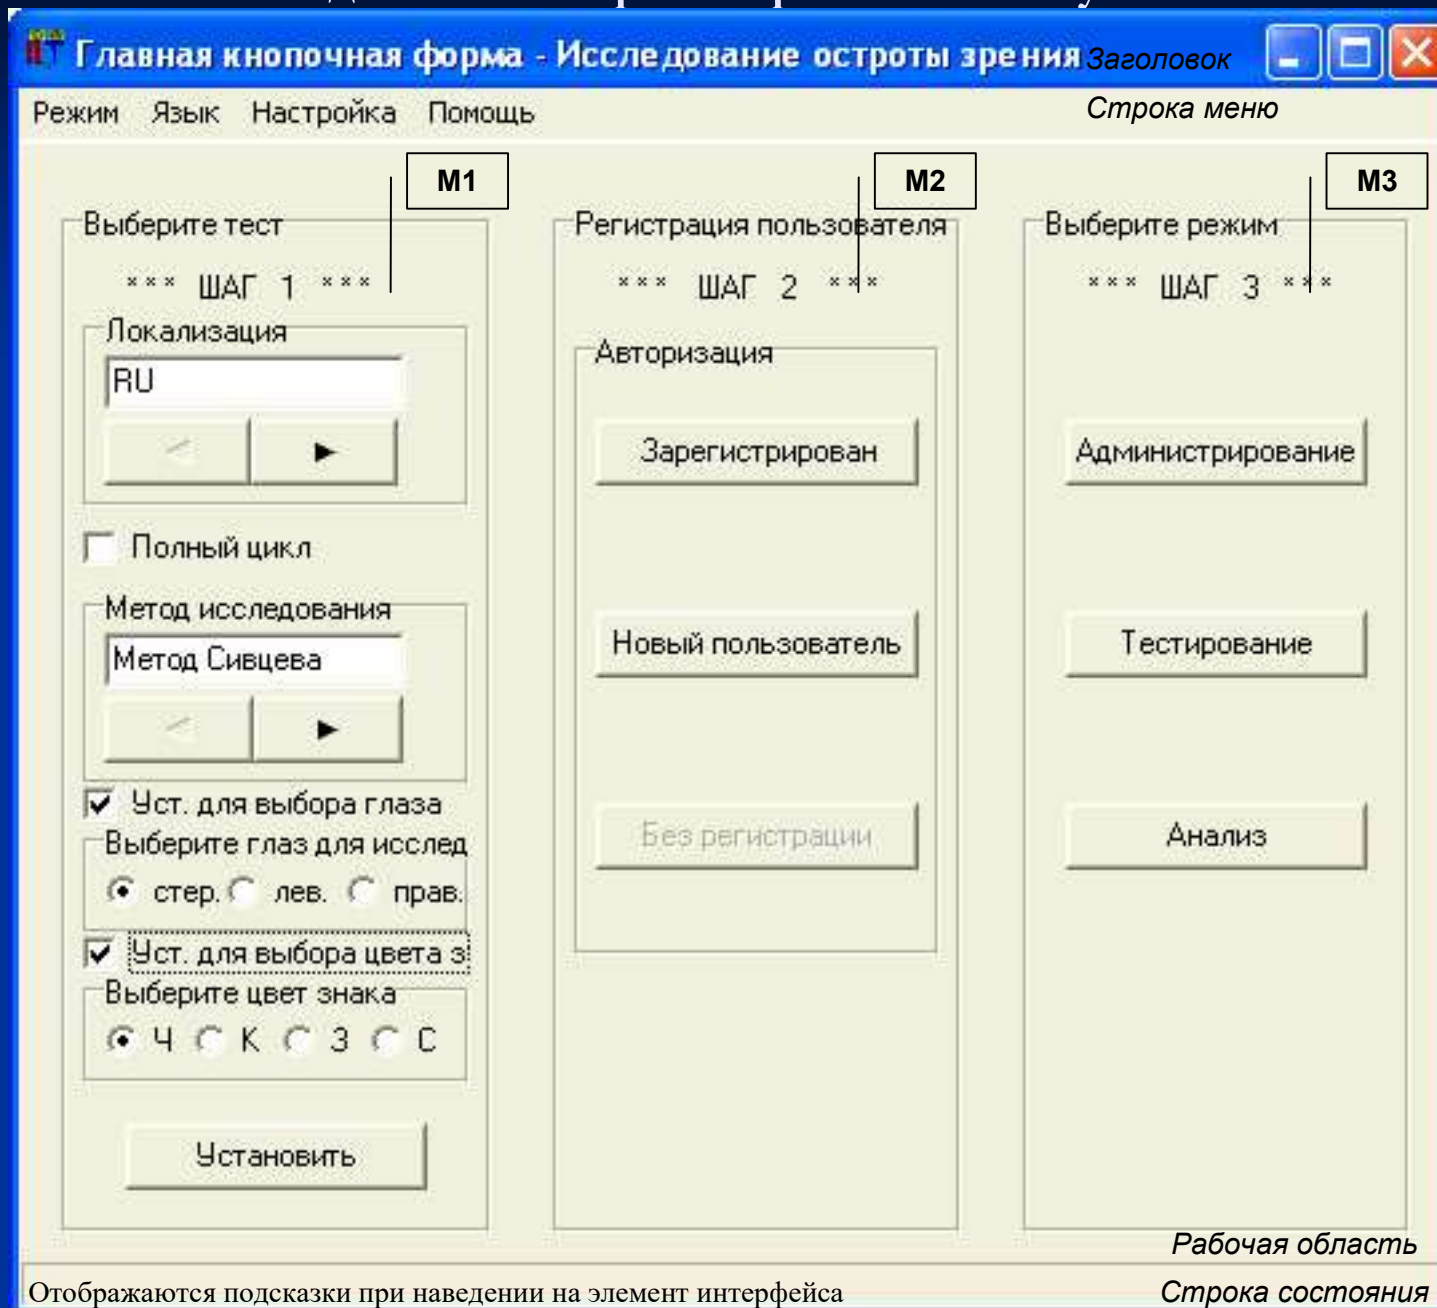 Главная кнопочная форма - Исследование остроты зрения Заголовок
Режим Язык Настройка Помощь Строка меню
М1 М2 М3
Выберите тест
*** ШАГ 1 ***
Локализация
RU
Полный цикл
Метод исследования
Метод Сивцева
Уст. для выбора глаза
Выберите глаз для исслед
стер. лев. прав.
Уст. для выбора цвета з
Выберите цвет знака
Ч К З С
Установить
Регистрация пользователя
*** ШАГ 2 ***
Авторизация
Зарегистрирован
Новый пользователь
Без регистрации
Выберите режим
*** ШАГ 3 ***
Администрирование
Тестирование
Анализ
Рабочая область
Отображаются подсказки при наведении на элемент интерфейса Строка состояния